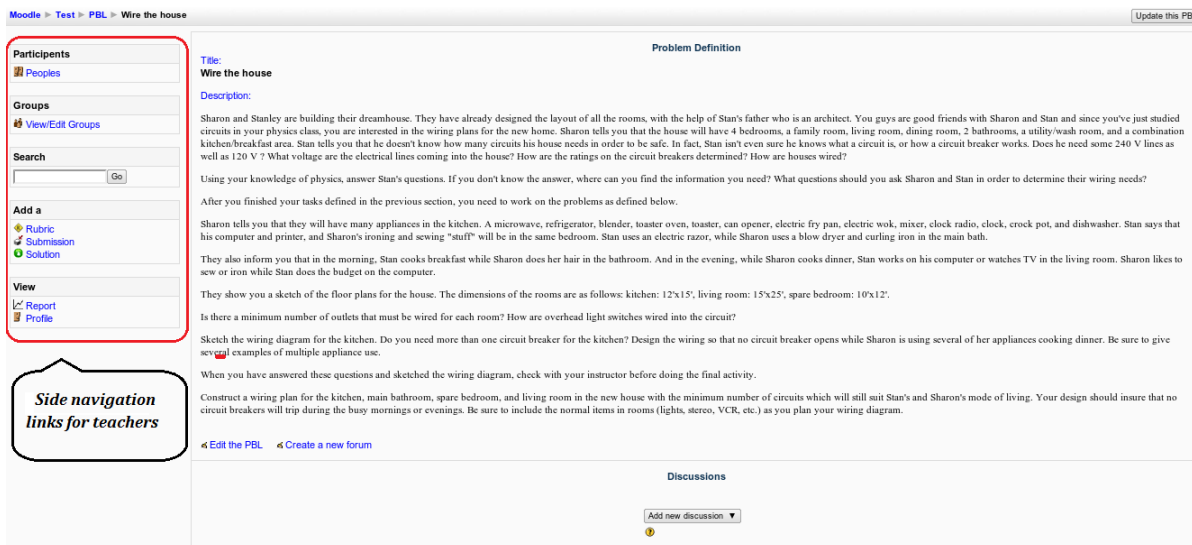 Moodle ► Test ► PBL ► Wire the house
Update this PB
Participants
Peoples
Groups
View/Edit Groups
Search
Go
Add a
Rubric
Submission
Solution
View
Report
Profile
Side navigation
links for teachers
Problem Definition
Title:
Wire the house
Description:
Sharon and Stanley are building their dreamhouse. They have already designed the layout of all the rooms, with the help of Stan's father who is an architect. You guys are good friends with Sharon and Stan and since you've just studied
circuits in your physics class, you are interested in the wiring plans for the new home. Sharon tells you that the house will have 4 bedrooms, a family room, living room, dining room, 2 bathrooms, a utility/wash room, and a combination
kitchen/breakfast area. Stan tells you that he doesn't know how many circuits his house needs in order to be safe. In fact, Stan isn't even sure he knows what a circuit is, or how a circuit breaker works. Does he need some 240 V lines as
well as 120 V ? What voltage are the electrical lines coming into the house? How are the ratings on the circuit breakers determined? How are houses wired?
Using your knowledge of physics, answer Stan's questions. If you don't know the answer, where can you find the information you need? What questions should you ask Sharon and Stan in order to determine their wiring needs?
After you finished your tasks defined in the previous section, you need to work on the problems as defined below.
Sharon tells you that they will have many appliances in the kitchen. A microwave, refrigerator, blender, toaster oven, toaster, can opener, electric fry pan, electric wok, mixer, clock radio, clock, crock pot, and dishwasher. Stan says that
his computer and printer, and Sharon's ironing and sewing "stuff" will be in the same bedroom. Stan uses an electric razor, while Sharon uses a blow dryer and curling iron in the main bath.
They also inform you that in the morning, Stan cooks breakfast while Sharon does her hair in the bathroom. And in the evening, while Sharon cooks dinner, Stan works on his computer or watches TV in the living room. Sharon likes to
sew or iron while Stan does the budget on the computer.
They show you a sketch of the floor plans for the house. The dimensions of the rooms are as follows: kitchen: 12'x15', living room: 15'x25', spare bedroom: 10'x12'.
Is there a minimum number of outlets that must be wired for each room? How are overhead light switches wired into the circuit?
Sketch the wiring diagram for the kitchen. Do you need more than one circuit breaker for the kitchen? Design the wiring so that no circuit breaker opens while Sharon is using several of her appliances cooking dinner. Be sure to give
several examples of multiple appliance use.
When you have answered these questions and sketched the wiring diagram, check with your instructor before doing the final activity.
Construct a wiring plan for the kitchen, main bathroom, spare bedroom, and living room in the new house with the minimum number of circuits which will still suit Stan's and Sharon's mode of living. Your design should insure that no
circuit breakers will trip during the busy mornings or evenings. Be sure to include the normal items in rooms (lights, stereo, VCR, etc.) as you plan your wiring diagram.
Edit the PBL Create a new forum
Discussions
Add new discussion ▼
?